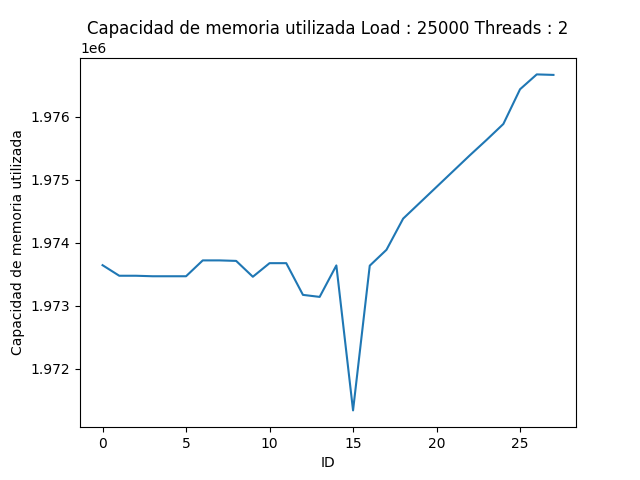 Capacidad de memoria utilizada Load : 25000 Threads : 2
1e6
1.976
1.975
1.974
1.973
1.972
Capacidad de memoria utilizada
0 5 10 15 20 25
ID